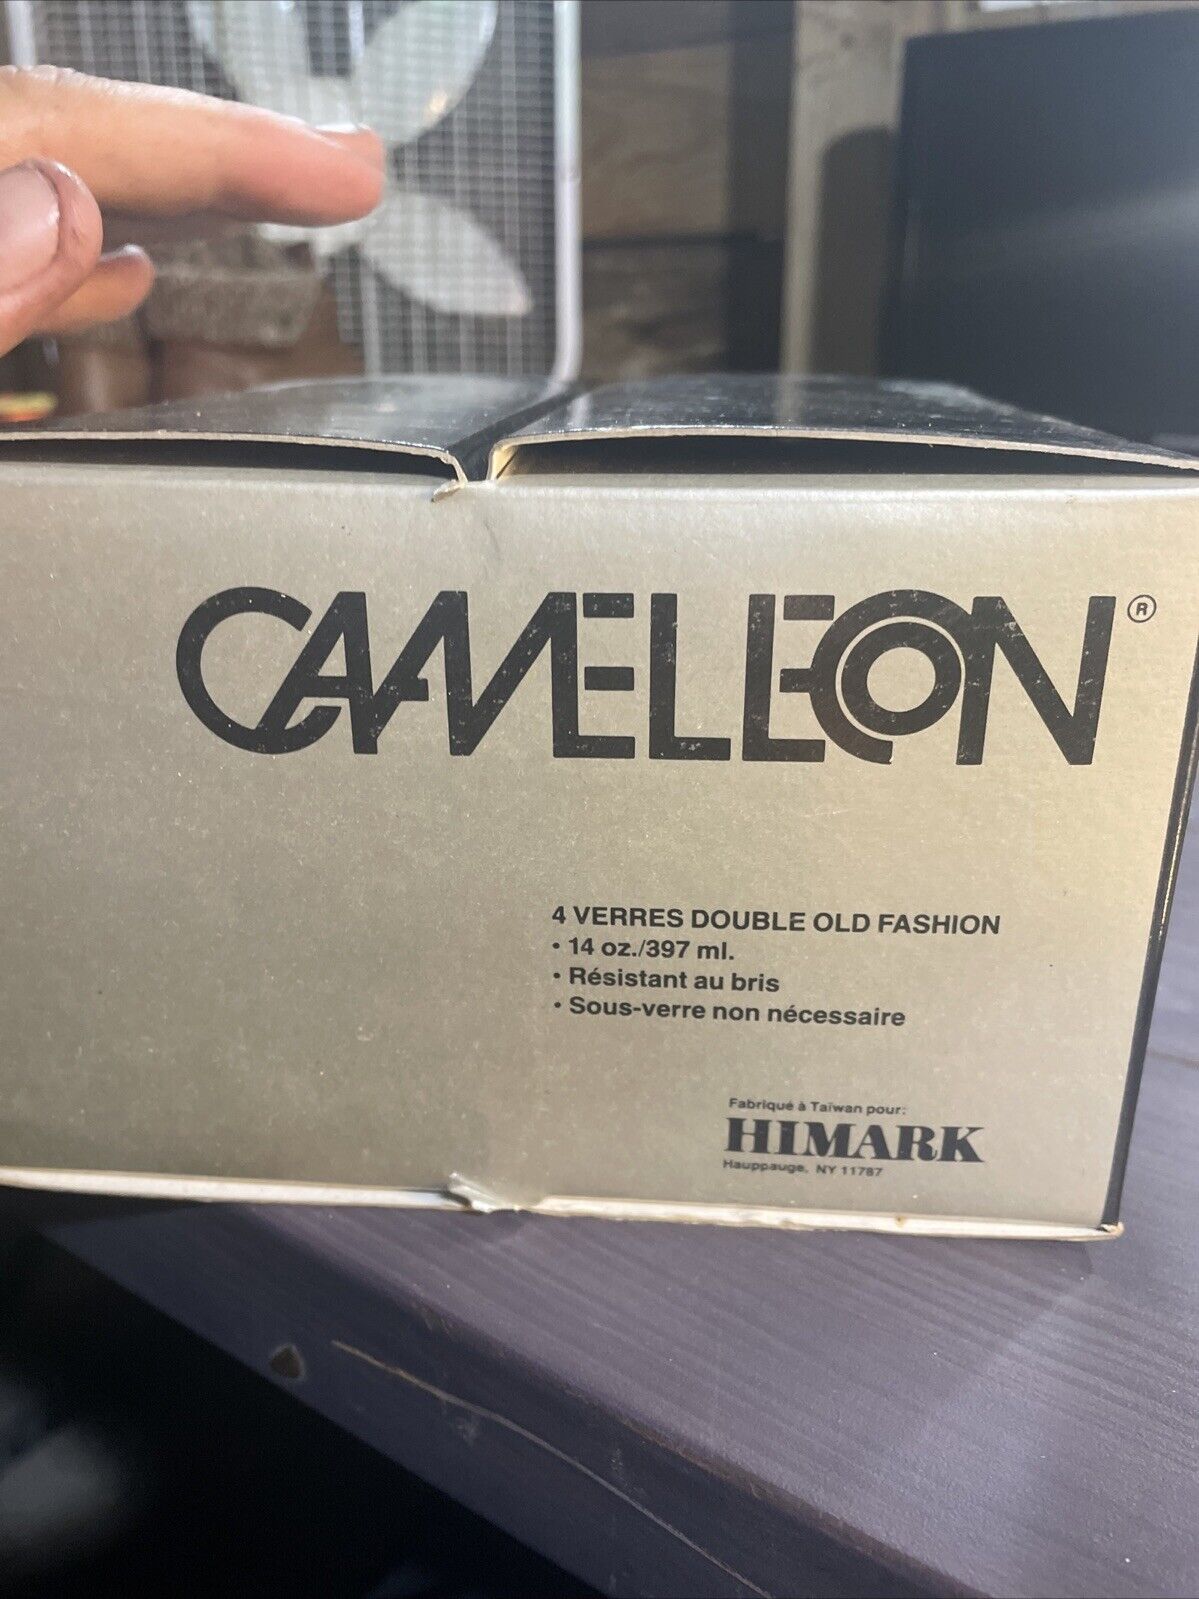 CAMELEON®
4 VERRES DOUBLE OLD FASHION
• 14 oz./397 ml.
• Résistant au bris
• Sous-verre non nécessaire
Fabriqué à Taïwan pour:
HIMARK
Hauppauge, NY 11787